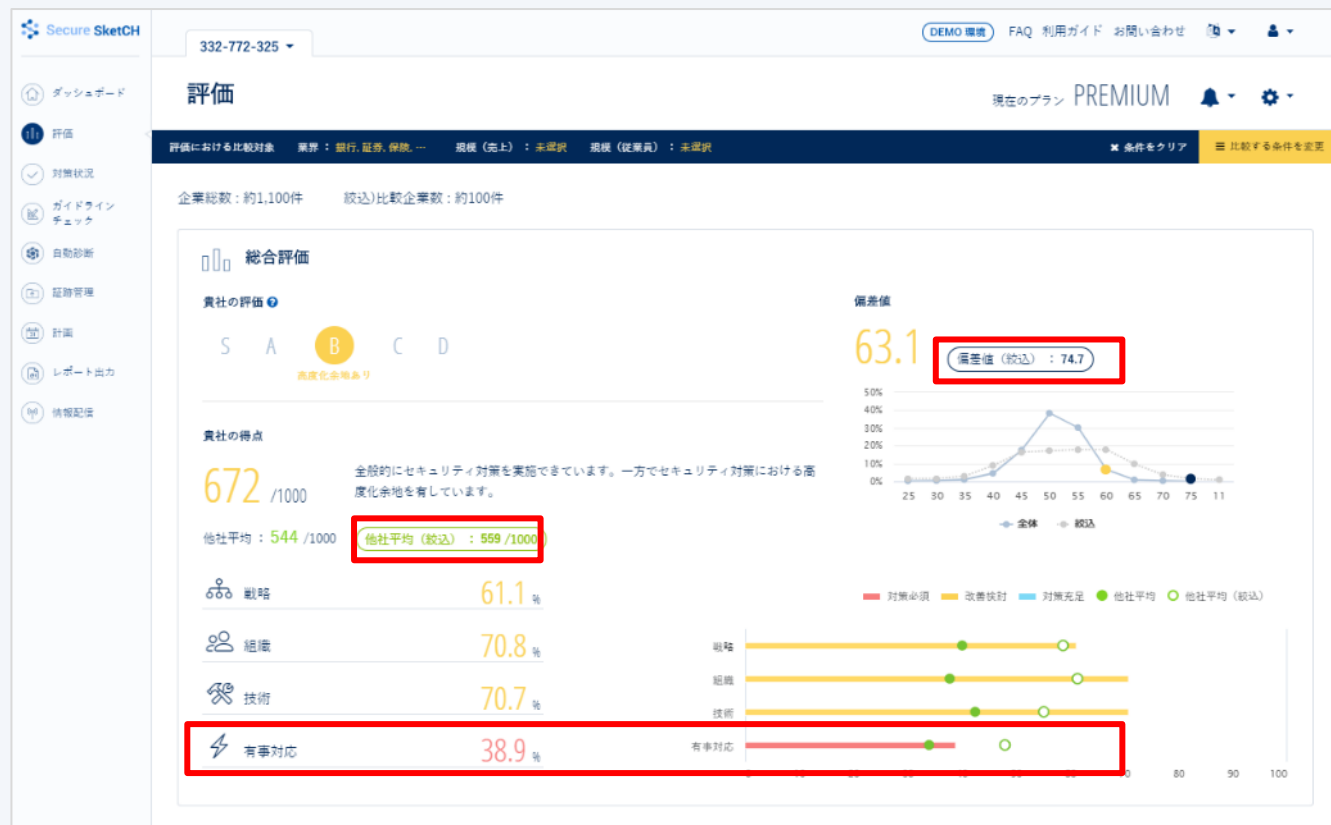 Secure SketCH
332-772-325
DEMO 環境
FAQ
利用ガイド
お問い合わせ
ダッシュボード
評価
対策状況
ガイドライン
チェック
自動診断
証跡管理
計画
レポート出力
情報配信
評価
現在のプラン PREMIUM
評価における比較対象 業界：銀行, 証券, 保険, … 規模（売上）：未選択 規模（従業員）：未選択
✖ 条件をクリア
☰ 比較する条件を変更
企業総数 : 約1,100件 絞込)比較企業数 : 約100件
総合評価
貴社の評価
S A B C D
高度化余地あり
貴社の得点
672 /1000
全般的にセキュリティ対策を実施できています。一方でセキュリティ対策における高
度化余地を有しています。
他社平均 : 544 /1000
他社平均（絞込） : 559 /1000
偏差値
63.1
偏差値（絞込） : 74.7
50%
40%
30%
20%
10%
0%
25 30 35 40 45 50 55 60 65 70 75 11
全体 絞込
戦略 61.1 %
組織 70.8 %
技術 70.7 %
有事対応 38.9 %
対策必須 改善検討 対策充足 他社平均 他社平均（絞込）
戦略
組織
技術
有事対応
80 90 100